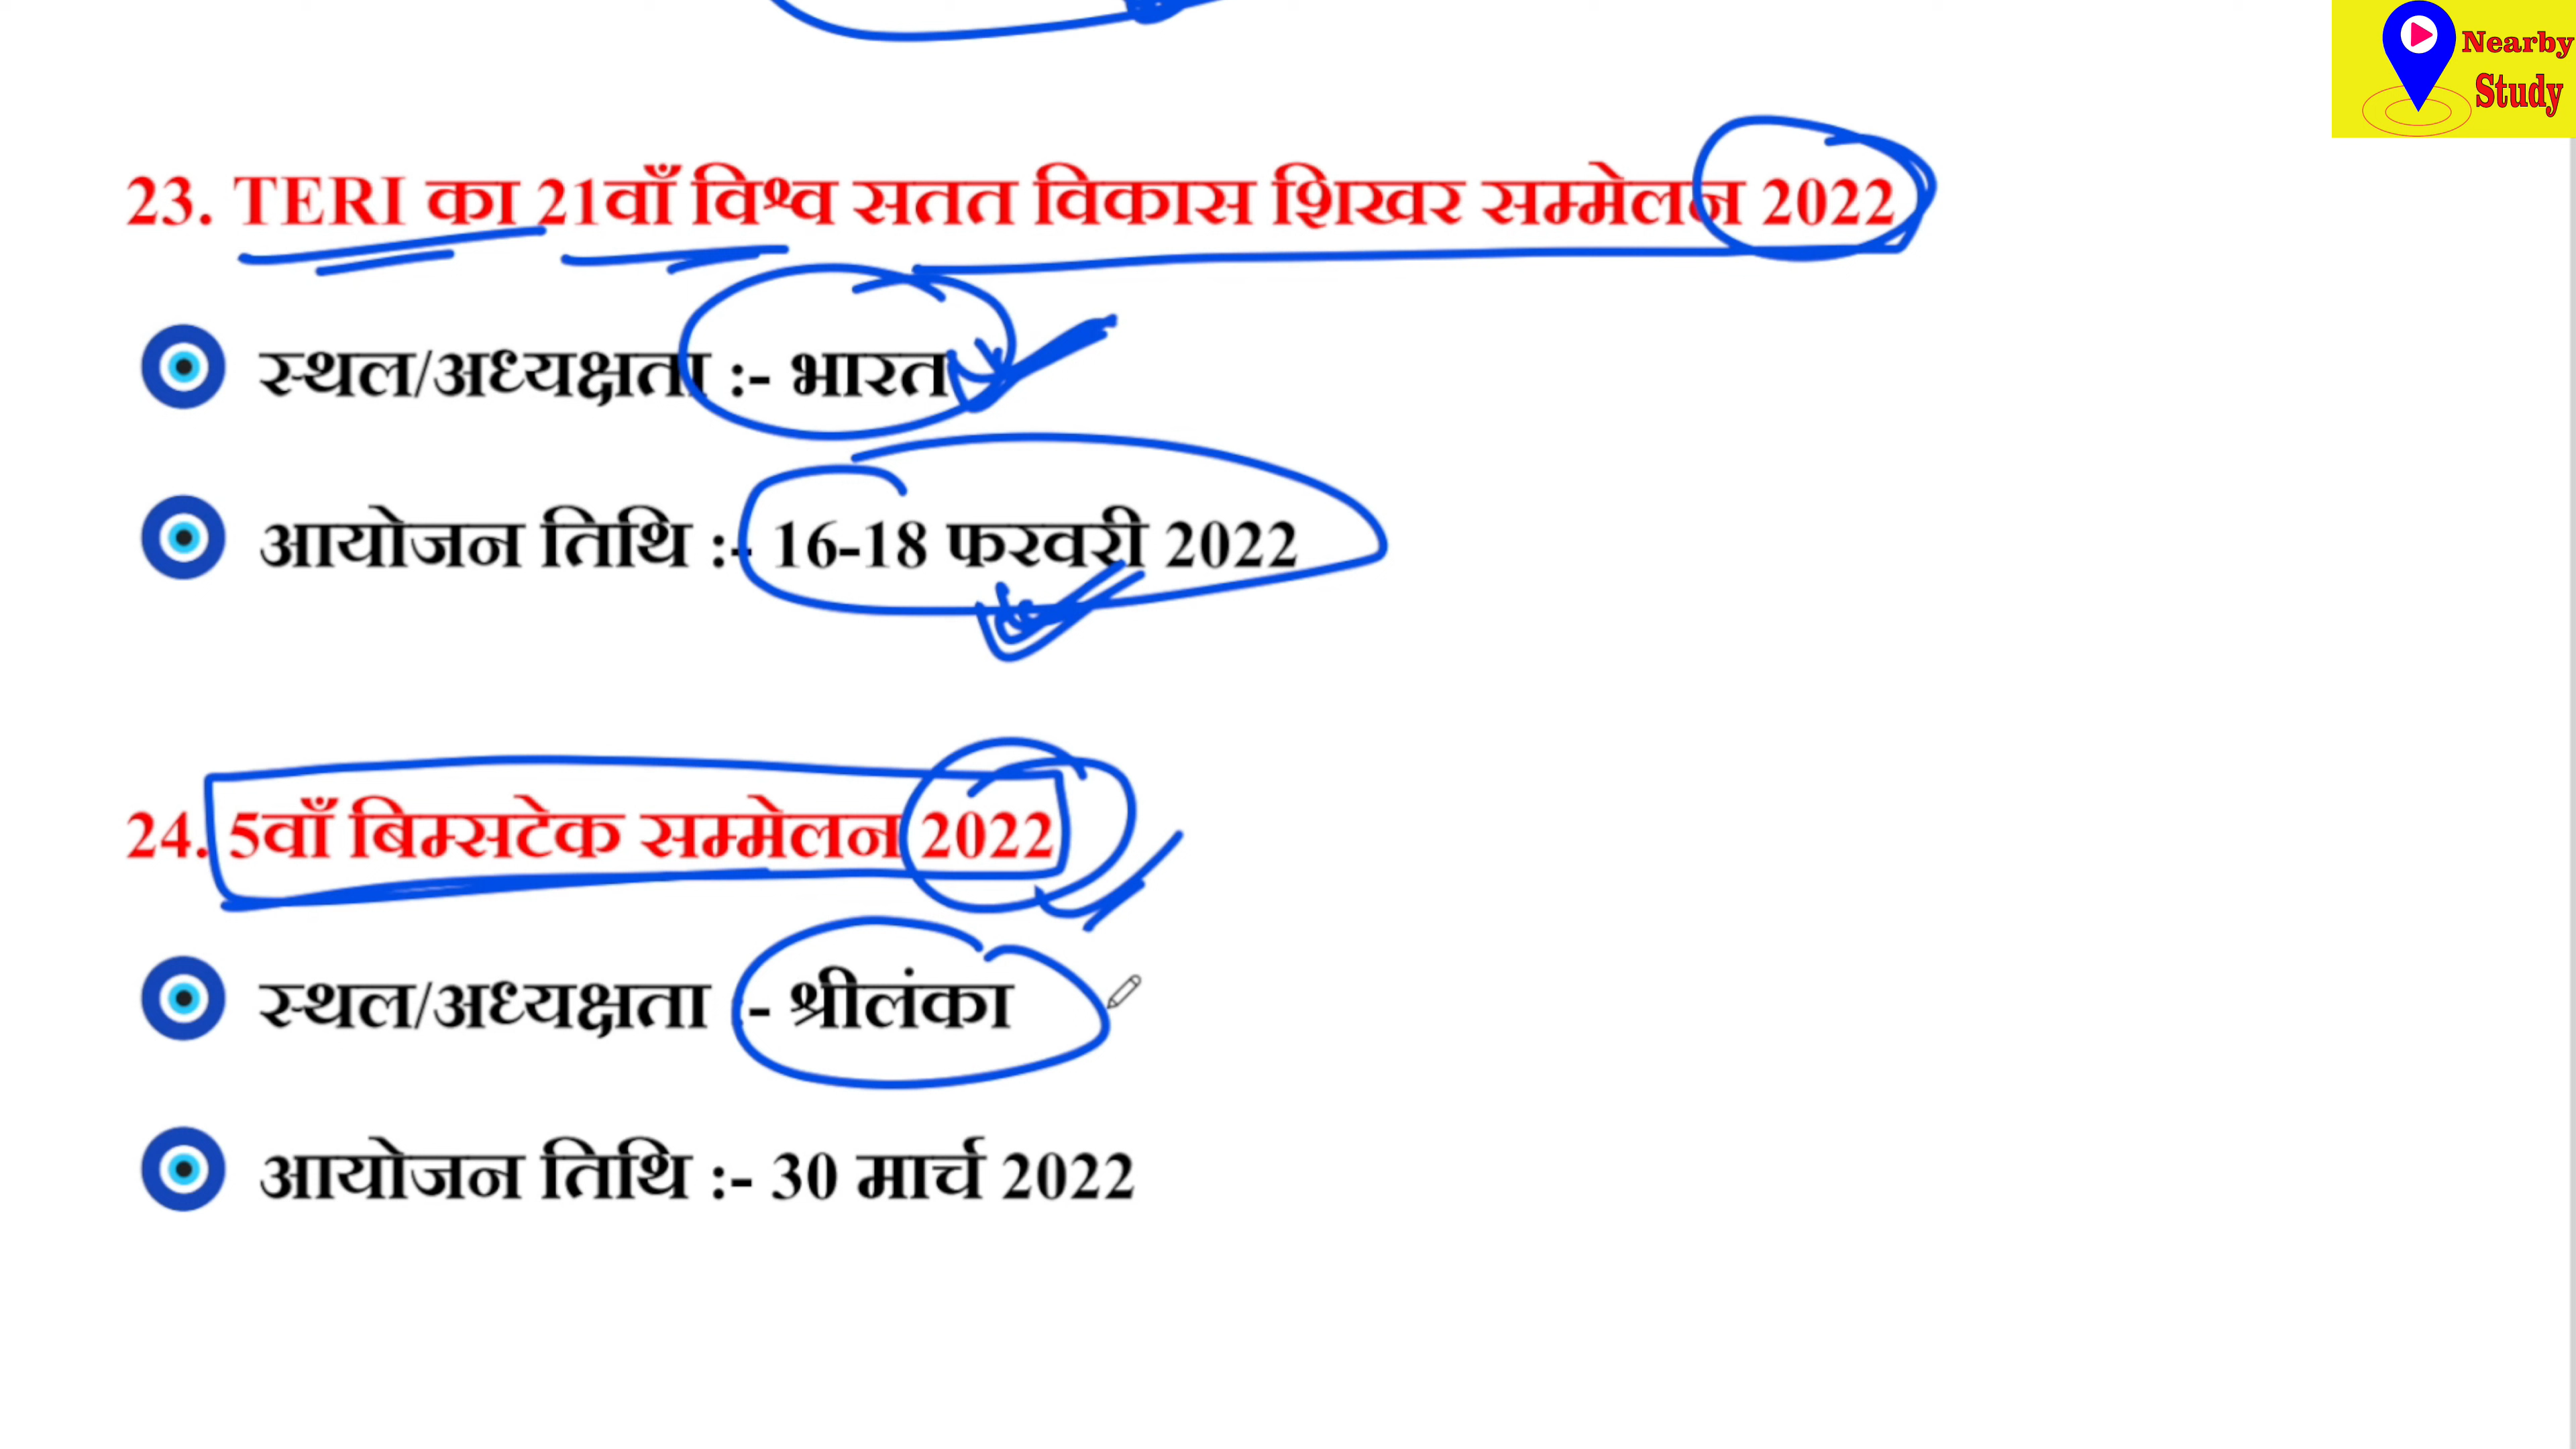 Nearby
Study
23. TERI का 21वाँ विश्व सतत विकास शिखर सम्मेलन 2022
स्थल/अध्यक्षता :- भारत
आयोजन तिथि :- 16-18 फरवरी 2022
24. 5वाँ बिम्सटेक सम्मेलन 2022
स्थल/अध्यक्षता :- श्रीलंका
आयोजन तिथि :- 30 मार्च 2022